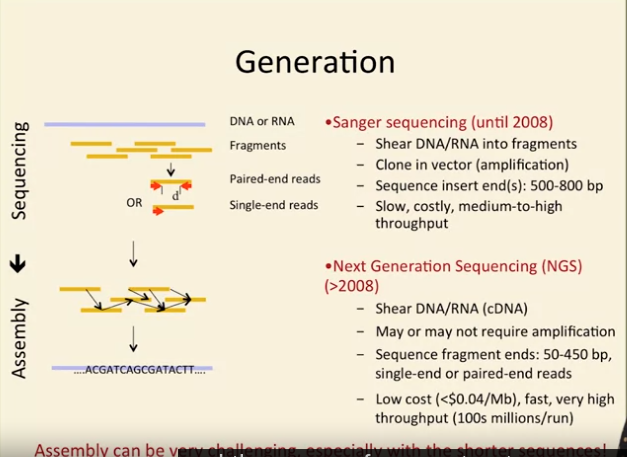 Generation
Sequencing
Assembly
DNA or RNA
Fragments
Paired-end reads
d
OR
Single-end reads
....ACGATCAGCGATACTT....
•Sanger sequencing (until 2008)
– Shear DNA/RNA into fragments
– Clone in vector (amplification)
– Sequence insert end(s): 500-800 bp
– Slow, costly, medium-to-high
throughput
•Next Generation Sequencing (NGS)
(>2008)
– Shear DNA/RNA (cDNA)
– May or may not require amplification
– Sequence fragment ends: 50-450 bp,
single-end or paired-end reads
– Low cost (<$0.04/Mb), fast, very high
throughput (100s millions/run)
Assembly can be very challenging, especially with the shorter sequences!